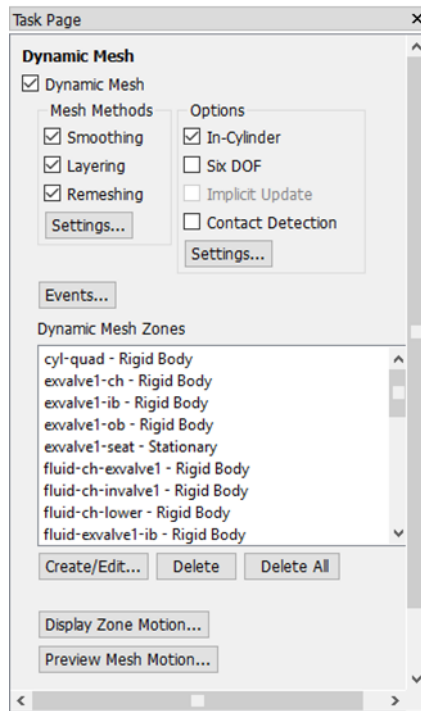 Task Page
Dynamic Mesh
Dynamic Mesh
Mesh Methods
Smoothing
Layering
Remeshing
Settings...
Options
In-Cylinder
Six DOF
Implicit Update
Contact Detection
Settings...
Events...
Dynamic Mesh Zones
cyl-quad - Rigid Body
exvalve1-ch - Rigid Body
exvalve1-ib - Rigid Body
exvalve1-ob - Rigid Body
exvalve1-seat - Stationary
fluid-ch-exvalve1 - Rigid Body
fluid-ch-invalve1 - Rigid Body
fluid-ch-lower - Rigid Body
fluid-exvalve1-ib - Rigid Body
Create/Edit... Delete Delete All
Display Zone Motion...
Preview Mesh Motion...